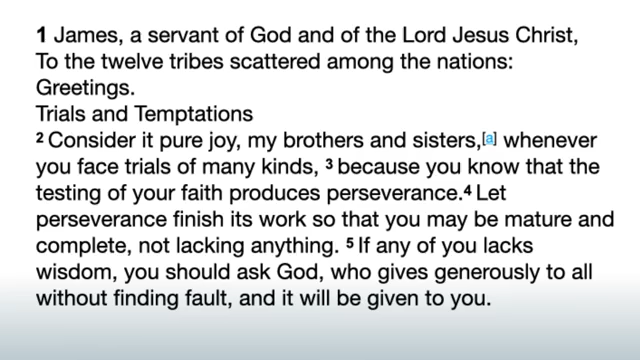 1 James, a servant of God and of the Lord Jesus Christ,
To the twelve tribes scattered among the nations:
Greetings.
Trials and Temptations
2 Consider it pure joy, my brothers and sisters,[a] whenever
you face trials of many kinds, 3 because you know that the
testing of your faith produces perseverance.4 Let
perseverance finish its work so that you may be mature and
complete, not lacking anything. 5 If any of you lacks
wisdom, you should ask God, who gives generously to all
without finding fault, and it will be given to you.